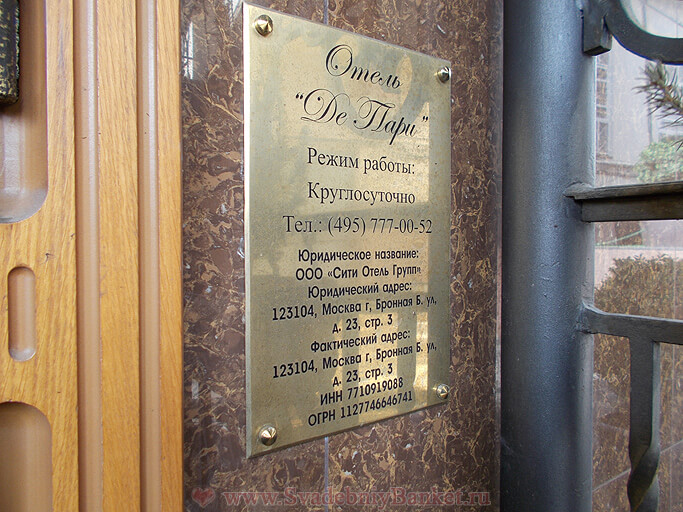 Отель
"Де Пари"
Режим работы:
Круглосуточно
Тел.: (495) 777-00-52
Юридическое название:
ООО «Сити Отель Групп»
Юридический адрес:
123104, Москва г, Бронная Б. ул,
д. 23, стр. 3
Фактический адрес:
123104, Москва г, Бронная Б. ул,
д. 23, стр. 3
ИНН 7710919088
ОГРН 1127746646741
www.SvadebnyyBanket.ru